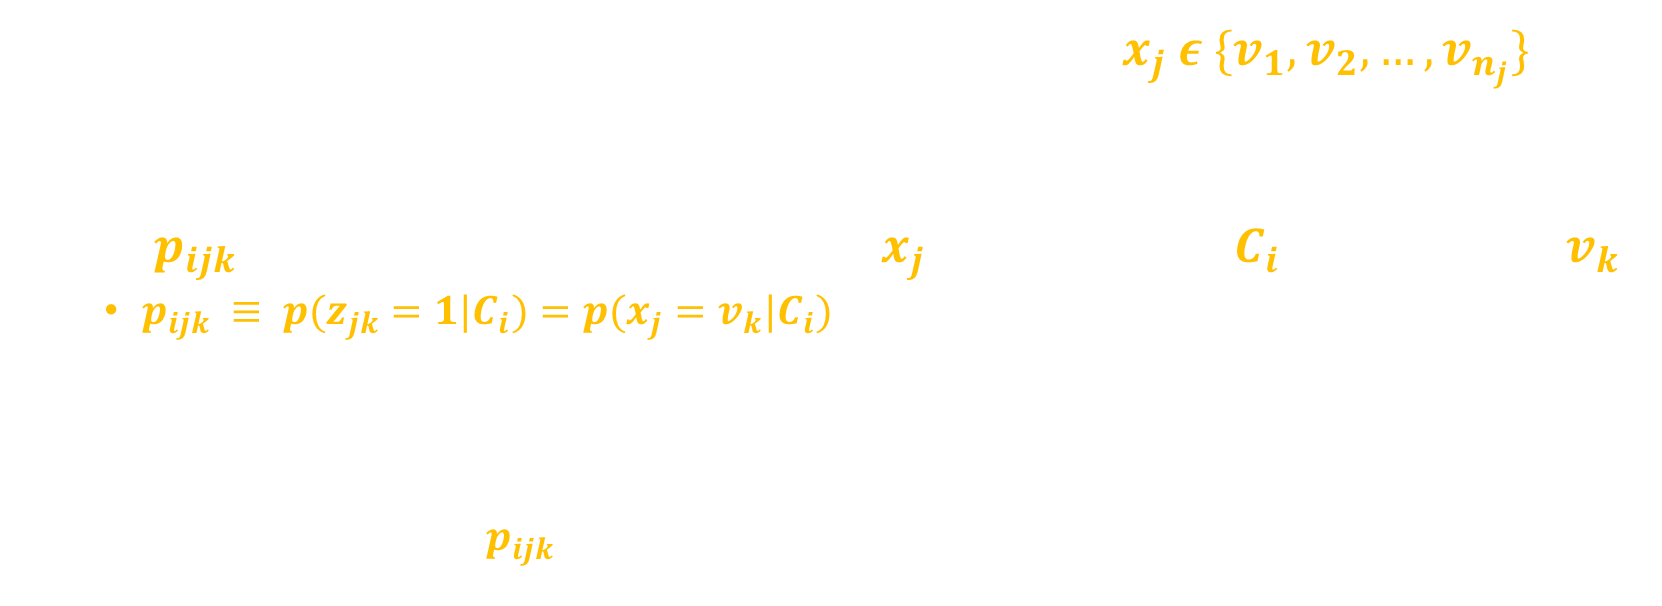 x_j ϵ {v_1, v_2, … , v_{n_j}}
p_{ijk} x_j C_i v_k
• p_{ijk} ≡ p(z_{jk} = 1|C_i) = p(x_j = v_k|C_i)
p_{ijk}